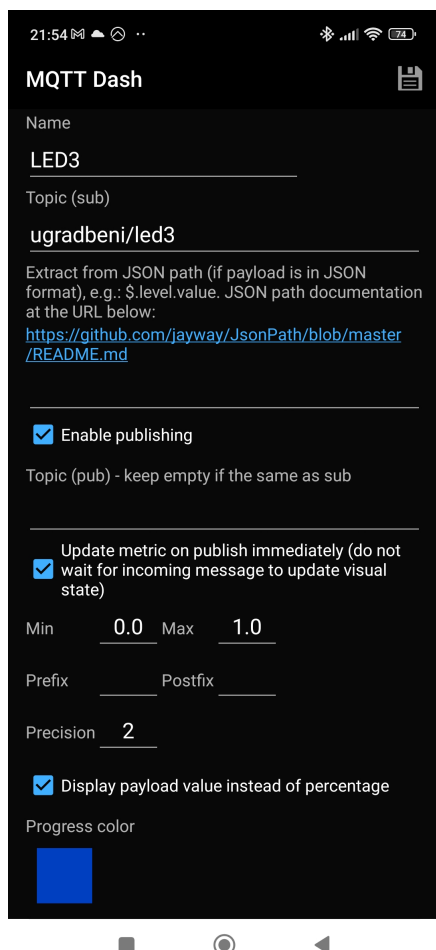 21:54
74
MQTT Dash
Name
LED3
Topic (sub)
ugradbeni/led3
Extract from JSON path (if payload is in JSON
format), e.g.: $.level.value. JSON path documentation
at the URL below:
https://github.com/jayway/JsonPath/blob/master
/README.md
Enable publishing
Topic (pub) - keep empty if the same as sub
Update metric on publish immediately (do not
wait for incoming message to update visual
state)
Min 0.0 Max 1.0
Prefix Postfix
Precision 2
Display payload value instead of percentage
Progress color